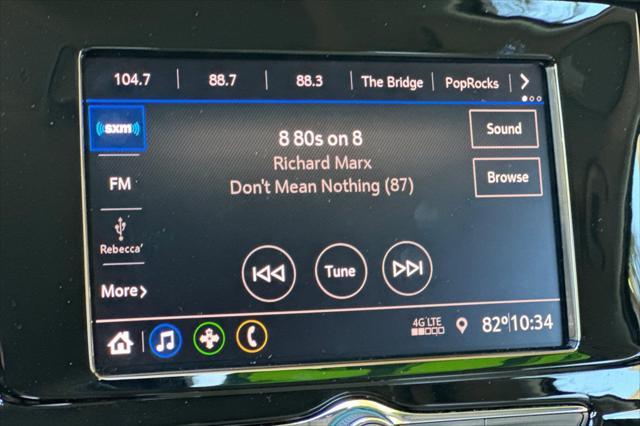 104.7 88.7 88.3 The Bridge PopRocks
sxm
8 80s on 8
Sound
Richard Marx
FM
Don't Mean Nothing (87)
Browse
Rebecca'
Tune
More
4G LTE
82° 10:34